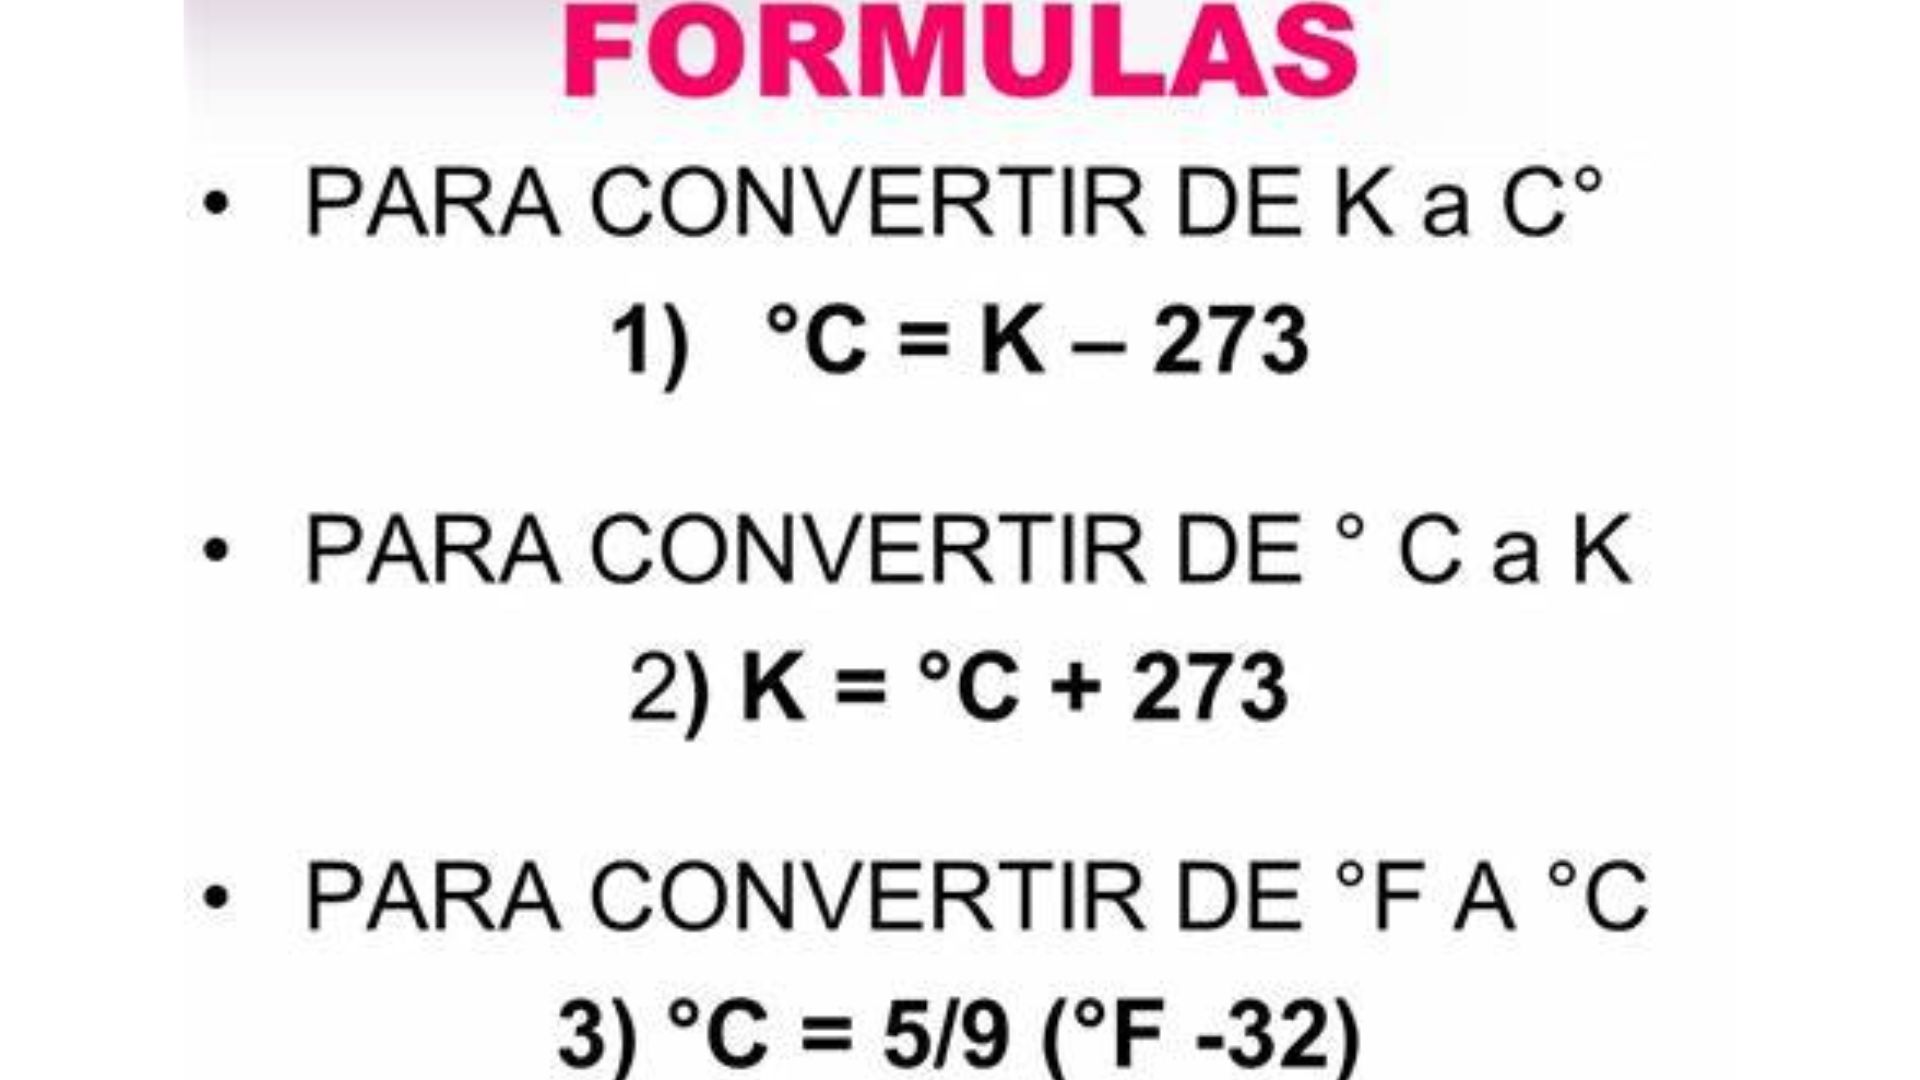 FORMULAS
• PARA CONVERTIR DE K a C°
1) °C = K – 273
• PARA CONVERTIR DE ° C a K
2) K = °C + 273
• PARA CONVERTIR DE °F A °C
3) °C = 5/9 (°F -32)